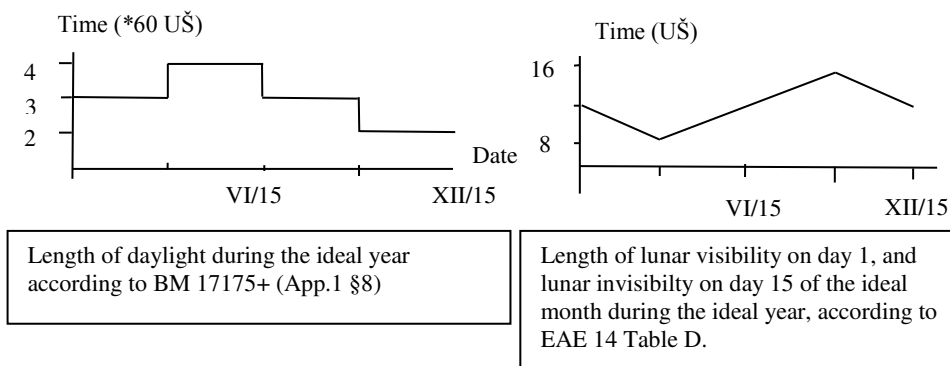 Time (*60 UŠ)
4
3
2
Date
VI/15
XII/15
Length of daylight during the ideal year
according to BM 17175+ (App.1 §8)
Time (UŠ)
16
8
VI/15
XII/15
Length of lunar visibility on day 1, and
lunar invisibilty on day 15 of the ideal
month during the ideal year, according to
EAE 14 Table D.